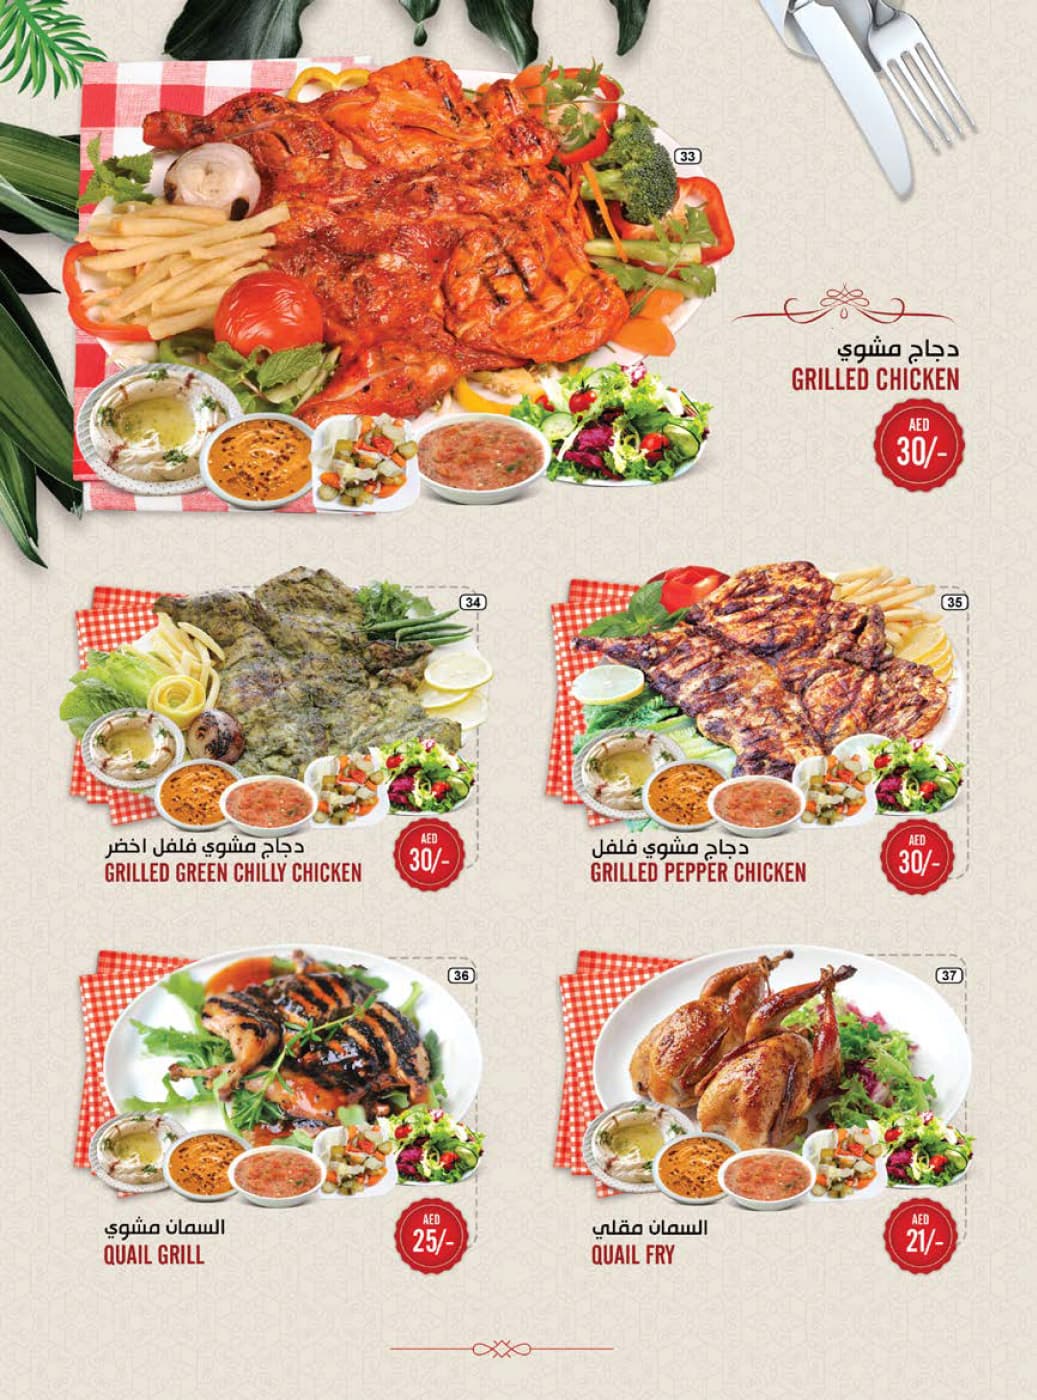 33
دجاج مشوي
GRILLED CHICKEN
AED
30/-
34
دجاج مشوي فلفل اخضر
GRILLED GREEN CHILLY CHICKEN
AED
30/-
35
دجاج مشوي فلفل
GRILLED PEPPER CHICKEN
AED
30/-
36
السمان مشوي
QUAIL GRILL
AED
25/-
37
السمان مقلي
QUAIL FRY
AED
21/-